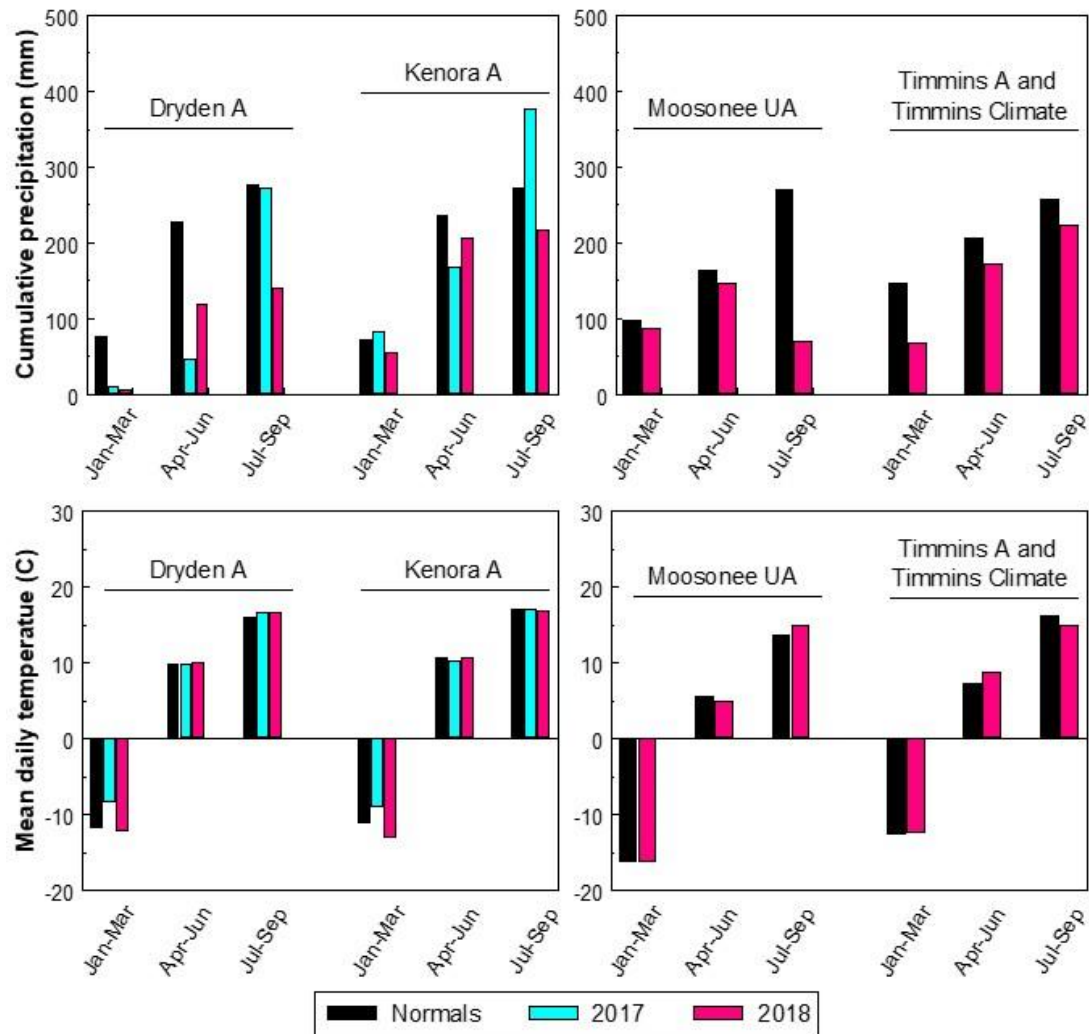 Cumulative precipitation (mm)
500
400
300
200
100
0
Dryden A
Kenora A
Jan-Mar
Apr-Jun
Jul-Sep
Jan-Mar
Apr-Jun
Jul-Sep
500
400
300
200
100
0
Moosonee UA
Timmins A and
Timmins Climate
Jan-Mar
Apr-Jun
Jul-Sep
Jan-Mar
Apr-Jun
Jul-Sep
Mean daily temperatue (C)
30
20
10
0
-10
-20
Dryden A
Kenora A
Jan-Mar
Apr-Jun
Jul-Sep
Jan-Mar
Apr-Jun
Jul-Sep
30
20
10
0
-10
-20
Moosonee UA
Timmins A and
Timmins Climate
Jan-Mar
Apr-Jun
Jul-Sep
Jan-Mar
Apr-Jun
Jul-Sep
Normals 2017 2018